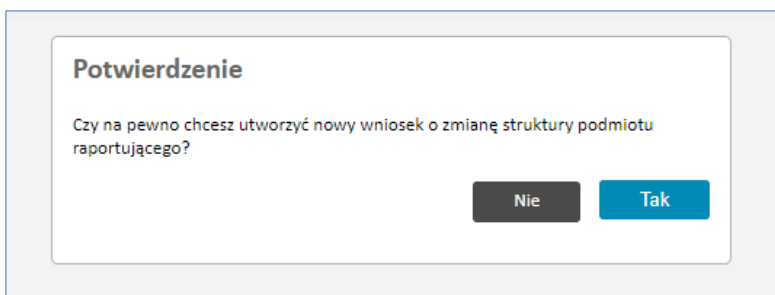 Potwierdzenie
Czy na pewno chcesz utworzyć nowy wniosek o zmianę struktury podmiotu
raportującego?
Nie Tak